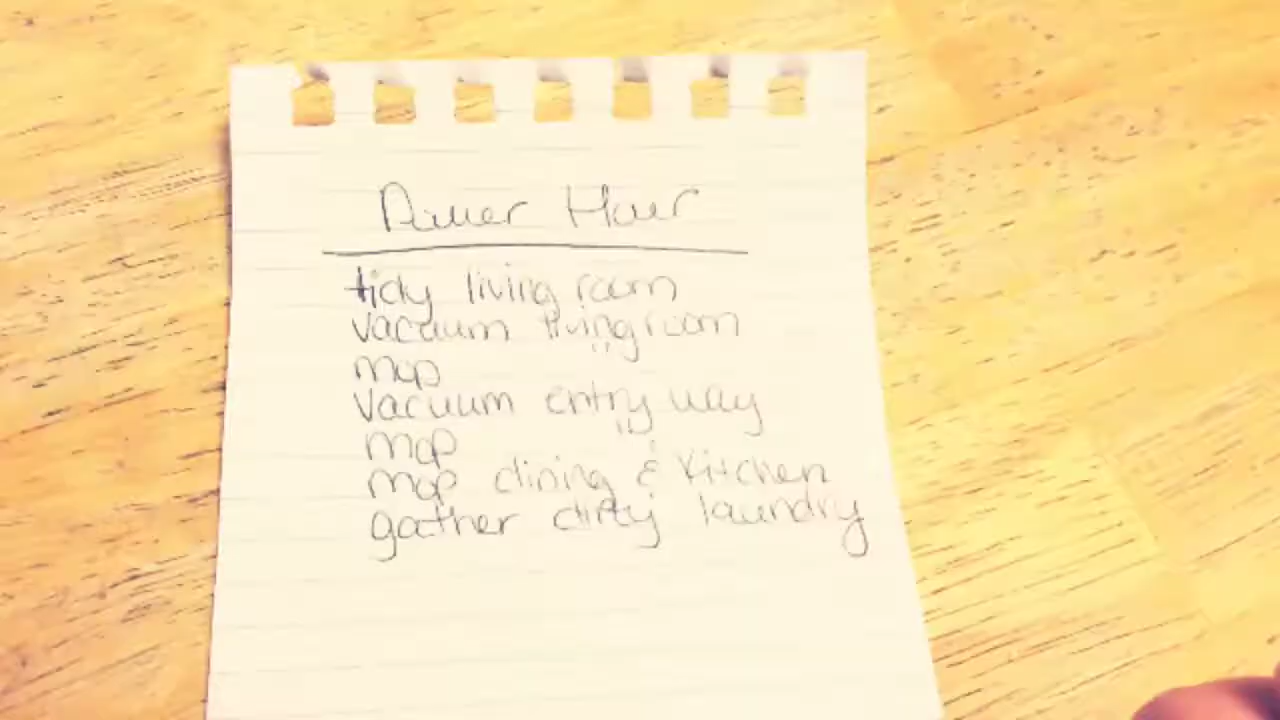 Power Hour
tidy living room
vacuum living room
mop " "
vacuum entry way
mop " "
mop dining & kitchen
gather dirty laundry